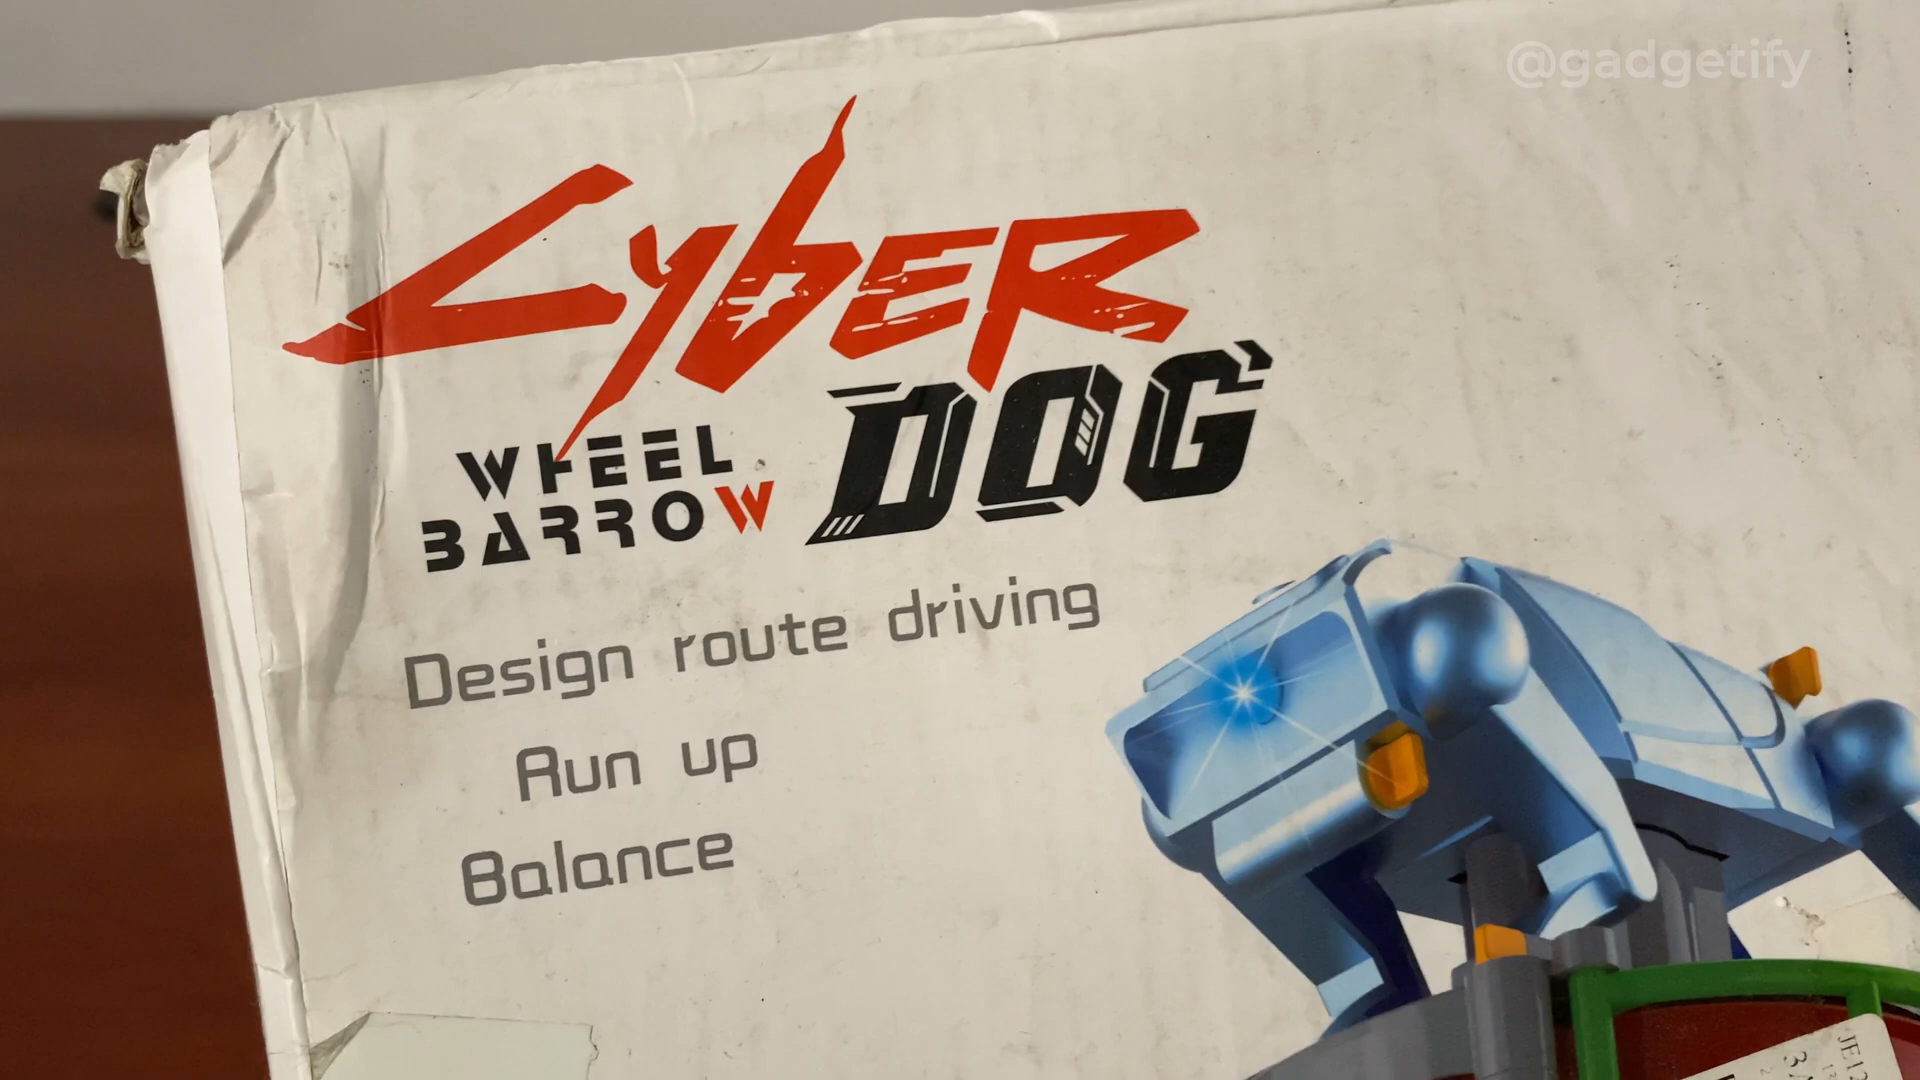 @gadgetify
CYBER
WHEEL
BARROW
DOG
Design route driving
Run up
Balance